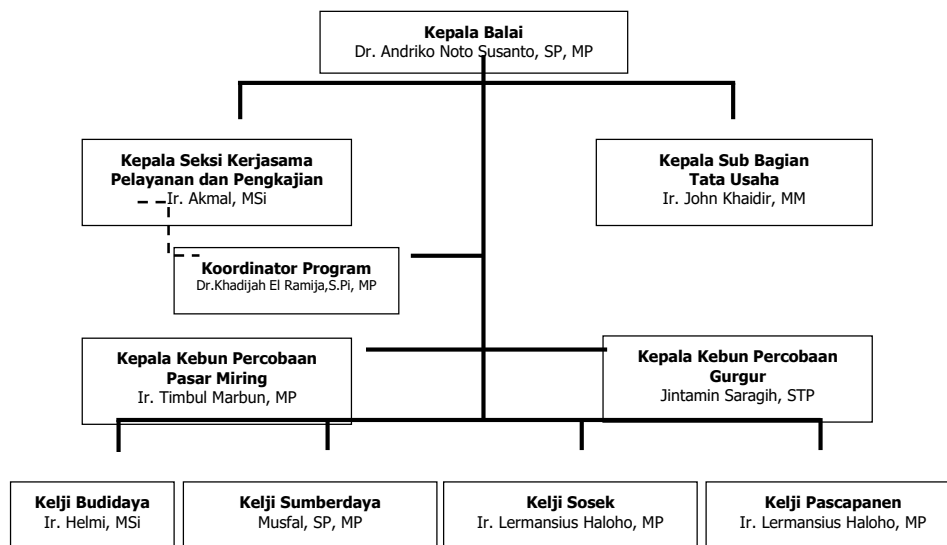 Kepala Balai
Dr. Andriko Noto Susanto, SP, MP
Kepala Seksi Kerjasama
Pelayanan dan Pengkajian
Ir. Akmal, MSi
Kepala Sub Bagian
Tata Usaha
Ir. John Khaidir, MM
Koordinator Program
Dr.Khadijah El Ramija,S.Pi, MP
Kepala Kebun Percobaan
Pasar Miring
Ir. Timbul Marbun, MP
Kepala Kebun Percobaan
Gurgur
Jintamin Saragih, STP
Kelji Budidaya
Ir. Helmi, MSi
Kelji Sumberdaya
Musfal, SP, MP
Kelji Sosek
Ir. Lermansius Haloho, MP
Kelji Pascapanen
Ir. Lermansius Haloho, MP